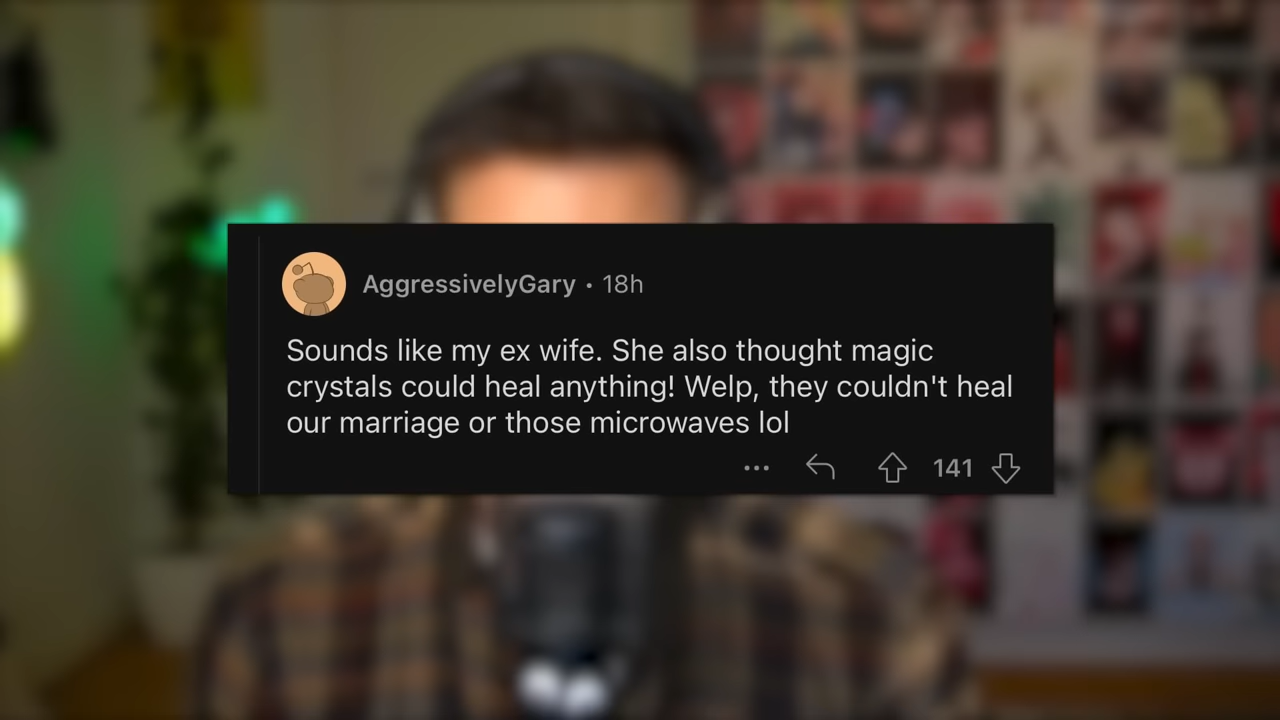 AggressivelyGary • 18h
Sounds like my ex wife. She also thought magic
crystals could heal anything! Welp, they couldn't heal
our marriage or those microwaves lol
141